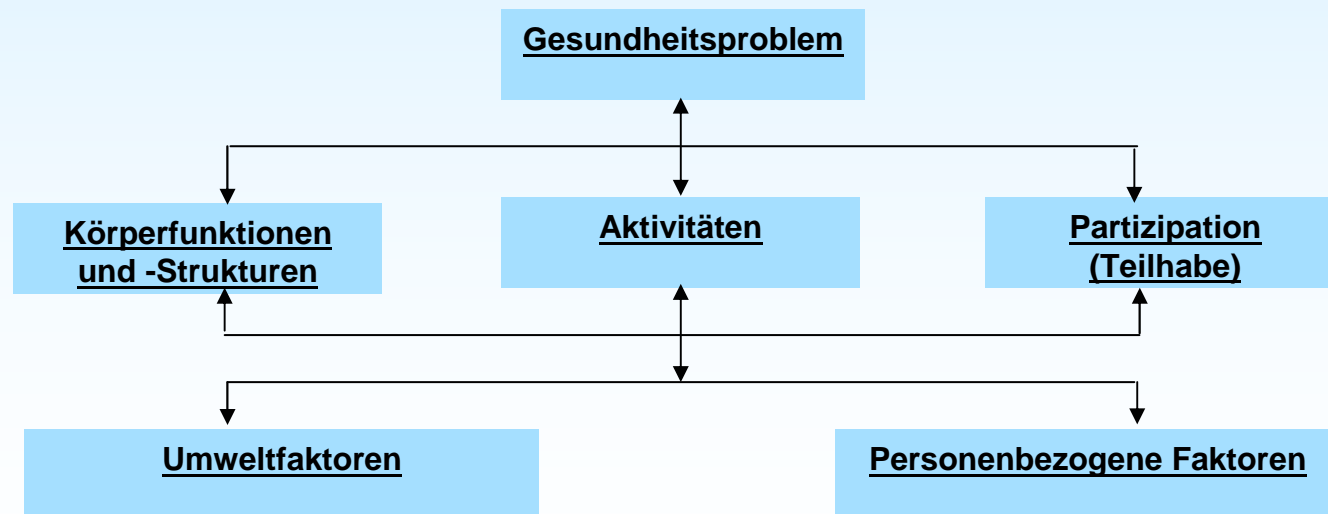 Gesundheitsproblem
Körperfunktionen
und -Strukturen
Aktivitäten
Partizipation
(Teilhabe)
Umweltfaktoren
Personenbezogene Faktoren